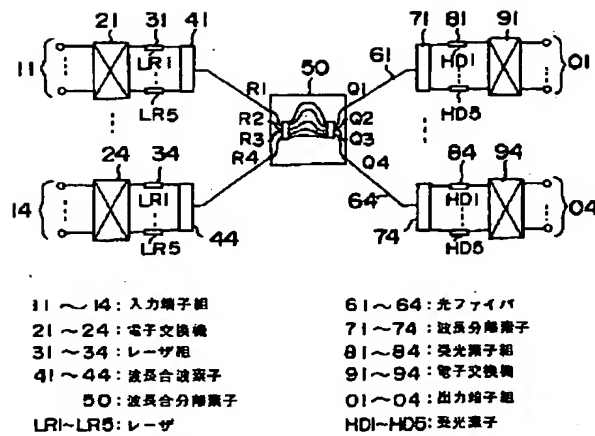 21 31 41
71 81 91
11
LR1
LR5
61
HD1
HD5
01
50
R1
R2
R3
R4
Q1
Q2
Q3
Q4
24 34
84 94
14
LR1
LR5
44
64
74
HD1
HD5
04
11~14:入力端子組
21~24:電子交換機
31~34:レーザ組
41~44:波長合波素子
50:波長合分離素子
LR1~LR5:レーザ
61~64:光ファイバ
71~74:波長分離素子
81~84:受光素子組
91~94:電子交換機
01~04:出力端子組
HD1~HD5:受光素子